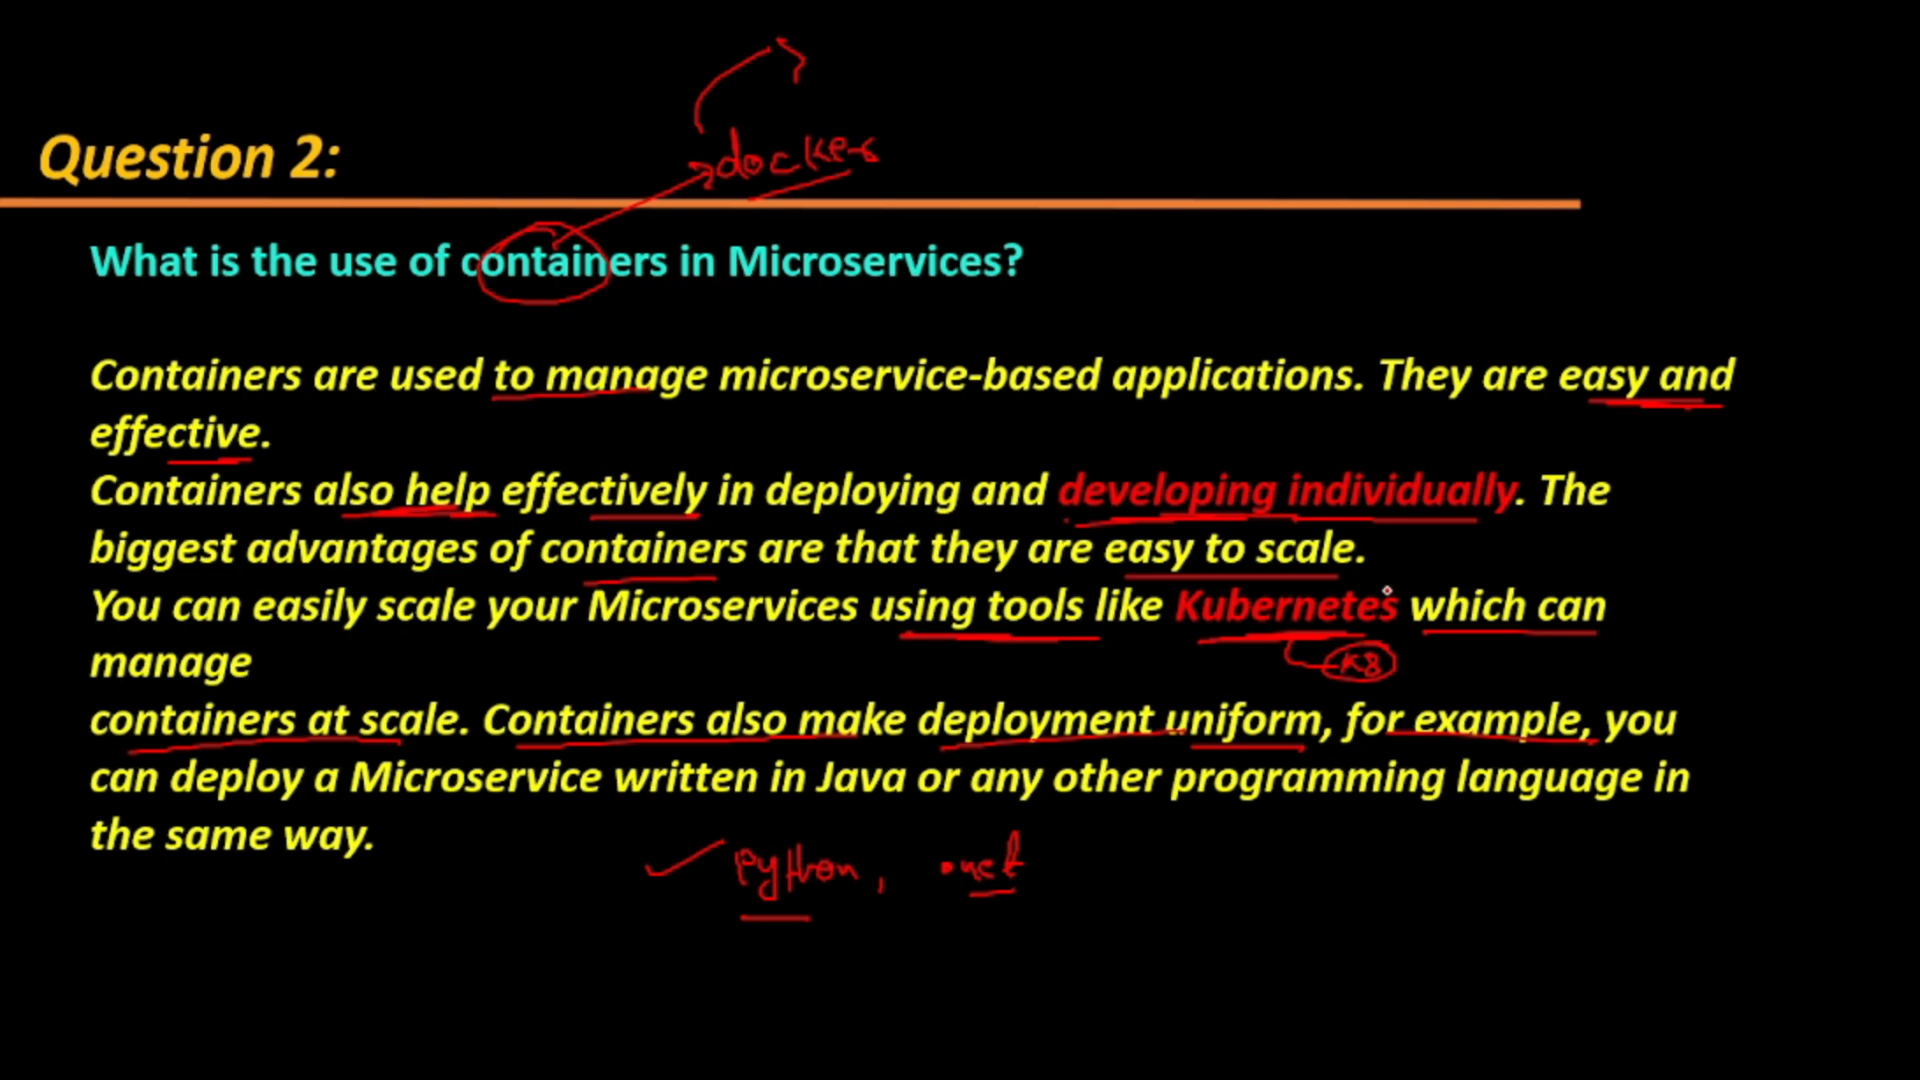 docker
Question 2:
What is the use of containers in Microservices?
Containers are used to manage microservice-based applications. They are easy and
effective.
Containers also help effectively in deploying and developing individually. The
biggest advantages of containers are that they are easy to scale.
You can easily scale your Microservices using tools like Kubernetes which can
manage
K8
containers at scale. Containers also make deployment uniform, for example, you
can deploy a Microservice written in Java or any other programming language in
the same way.
Python, .net